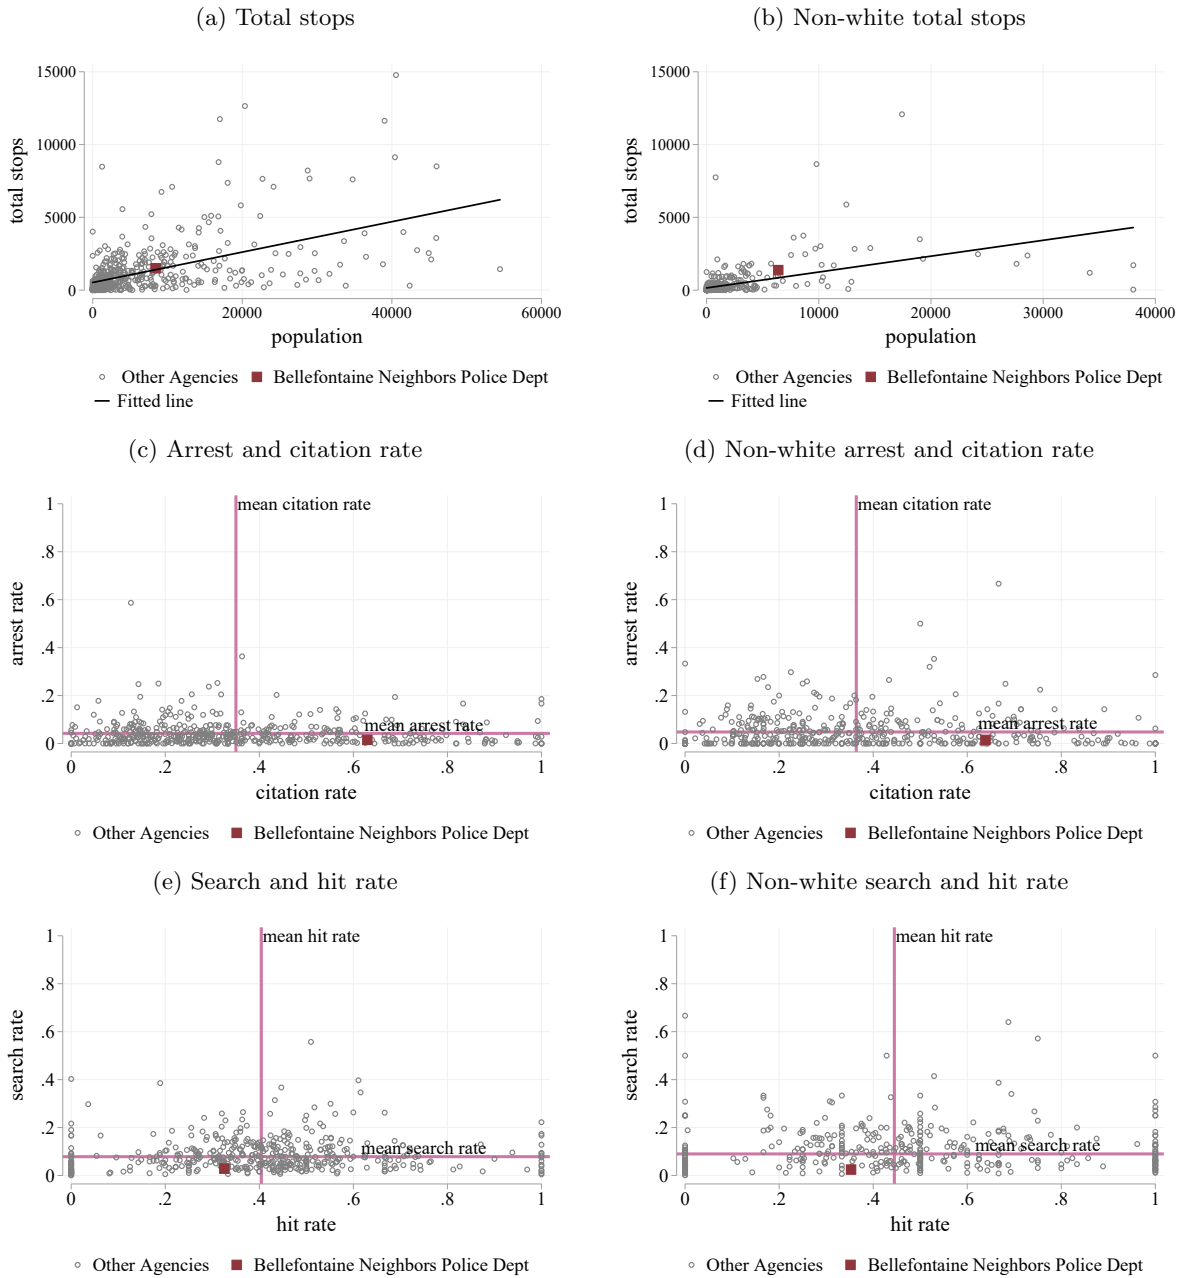 (a) Total stops
(b) Non-white total stops
15000
10000
5000
0
total stops
0 20000 40000 60000
population
Other Agencies Bellefontaine Neighbors Police Dept
Fitted line
15000
10000
5000
0
total stops
0 10000 20000 30000 40000
population
Other Agencies Bellefontaine Neighbors Police Dept
Fitted line
(c) Arrest and citation rate
(d) Non-white arrest and citation rate
1
.8
.6
.4
.2
0
arrest rate
mean citation rate
mean arrest rate
0 .2 .4 .6 .8 1
citation rate
Other Agencies Bellefontaine Neighbors Police Dept
1
.8
.6
.4
.2
0
arrest rate
mean citation rate
mean arrest rate
0 .2 .4 .6 .8 1
citation rate
Other Agencies Bellefontaine Neighbors Police Dept
(e) Search and hit rate
(f) Non-white search and hit rate
1
.8
.6
.4
.2
0
search rate
mean hit rate
mean search rate
0 .2 .4 .6 .8 1
hit rate
Other Agencies Bellefontaine Neighbors Police Dept
1
.8
.6
.4
.2
0
search rate
mean hit rate
mean search rate
0 .2 .4 .6 .8 1
hit rate
Other Agencies Bellefontaine Neighbors Police Dept